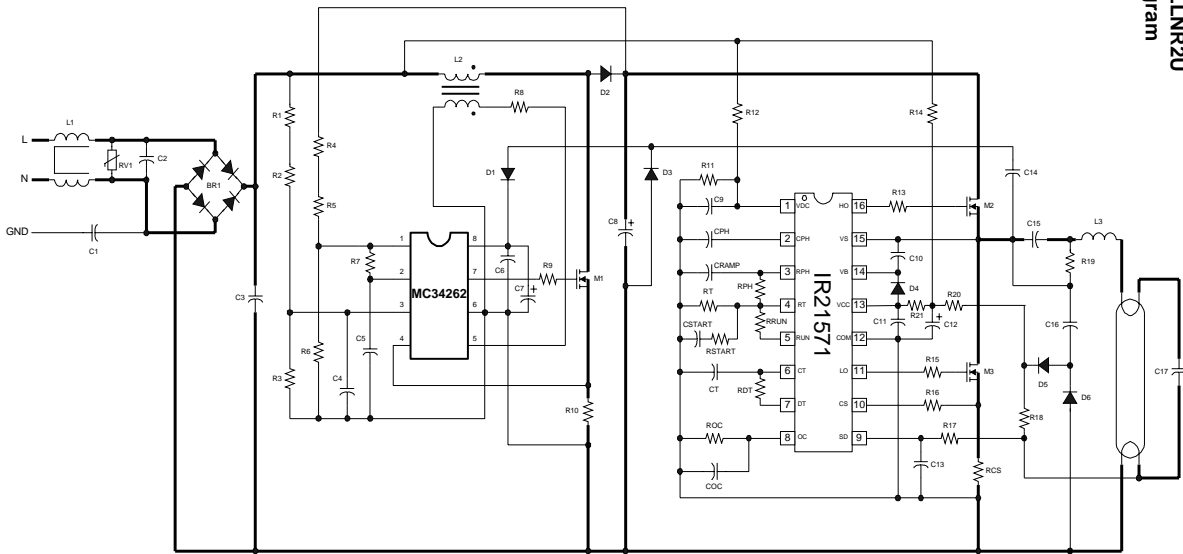 LLNR2U
gram
L2
D2
R8
R1
R12
R14
L1
L
RV1
C2
BR1
N
GND
C1
R4
R2
D1
R5
D3
R11
C9
C14
1
VDC
HO
16
R13
M2
C8
+
CPH
2
CPH
VS
15
C15
L3
1
8
R7
C6
2
7
R9
C7
+
M1
MC34262
3
6
4
5
CRAMP
RPH
3
RPH
VB
14
C10
R19
D4
RT
4
RT
VCC
13
R21
R20
CSTART
RSTART
RRUN
C11
C12
+
C16
5
RUN
COM
12
IR21571
C3
R6
C5
R3
C4
R10
CT
6
CT
LO
11
R15
M3
D5
D6
C17
RDT
7
DT
CS
10
R16
R18
ROC
8
OC
SD
9
R17
COC
C13
RCS